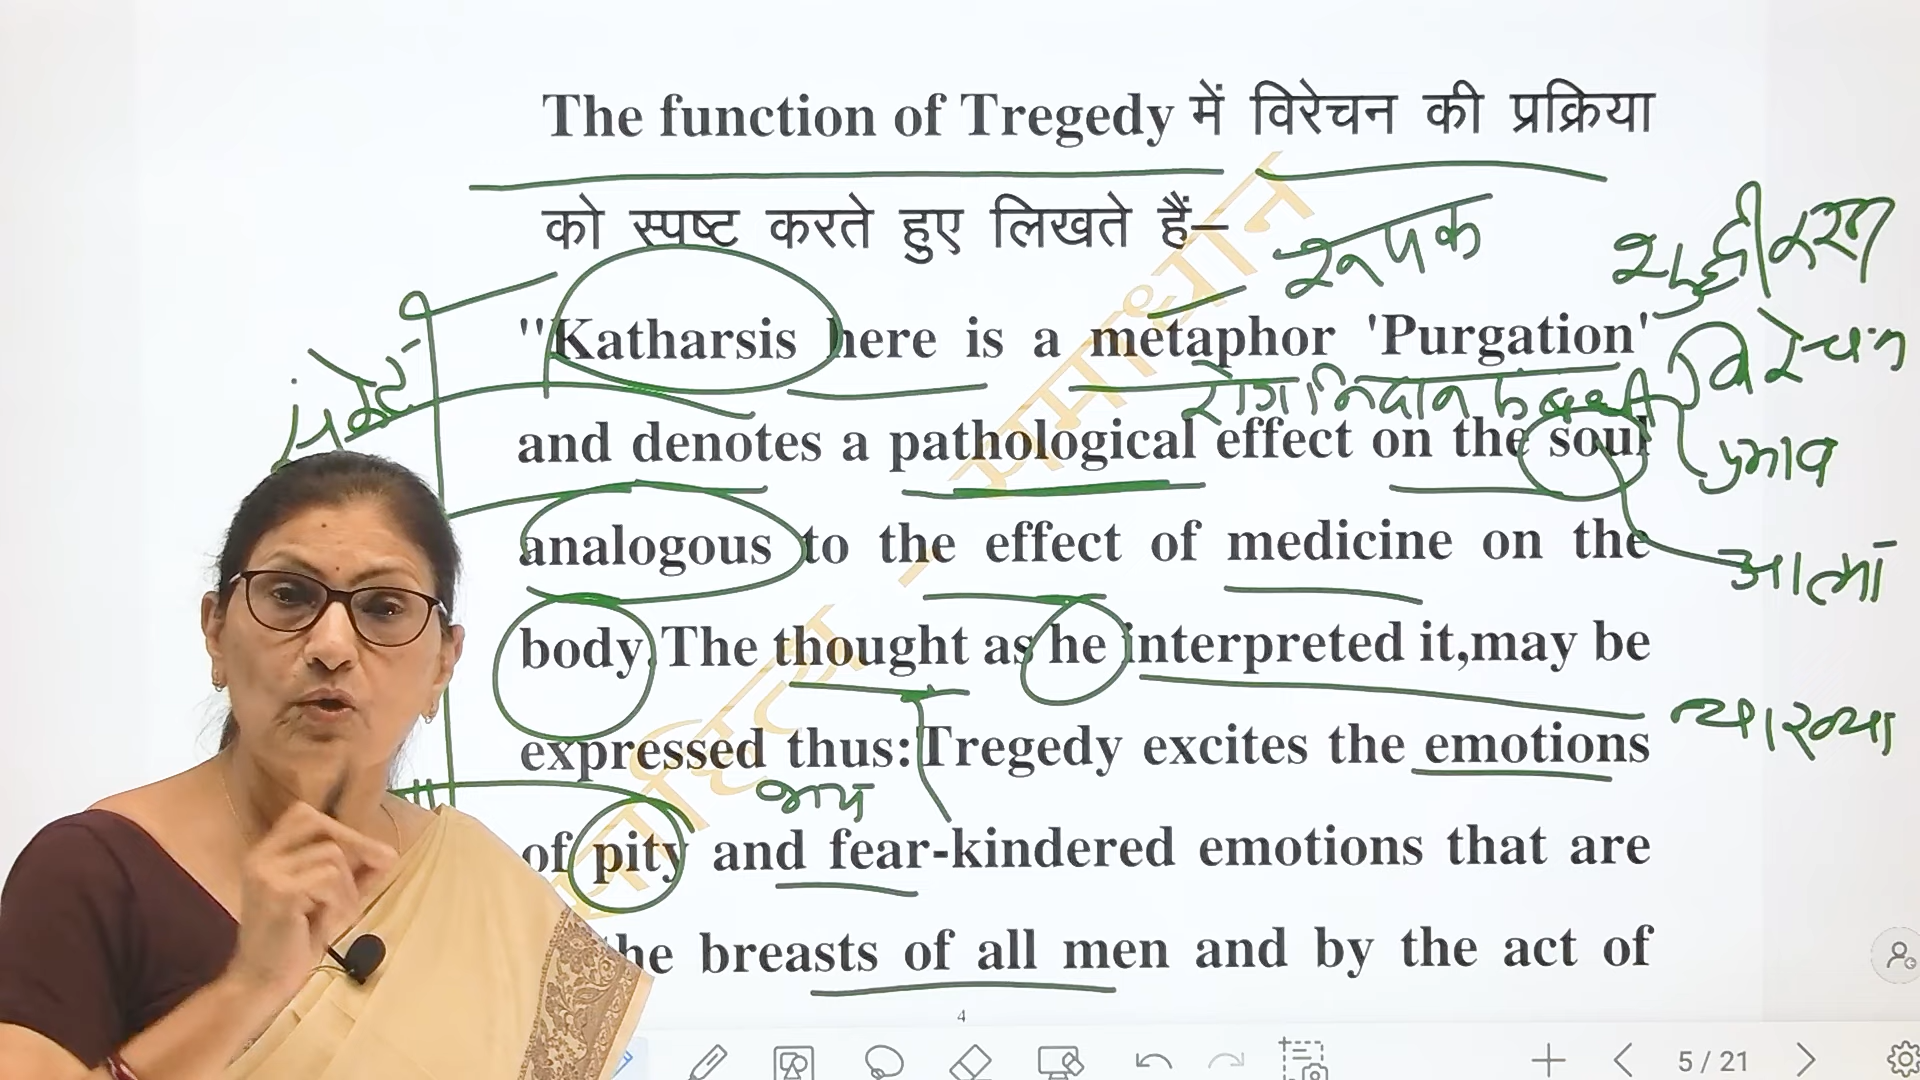 The function of Tregedy में विरेचन की प्रक्रिया
को स्पष्ट करते हुए लिखते हैं–
रूपक
शुद्धीकरण
"Katharsis here is a metaphor 'Purgation'
विरेचन
रोग निदान
and denotes a pathological effect on the soul
प्रभाव
analogous to the effect of medicine on the
आत्मा
body.The thought as he interpreted it,may be
व्याख्या
expressed thus:Tregedy excites the emotions
भय
of pity and fear-kindered emotions that are
he breasts of all men and by the act of
4
साहित्य - समाधान
5 / 21